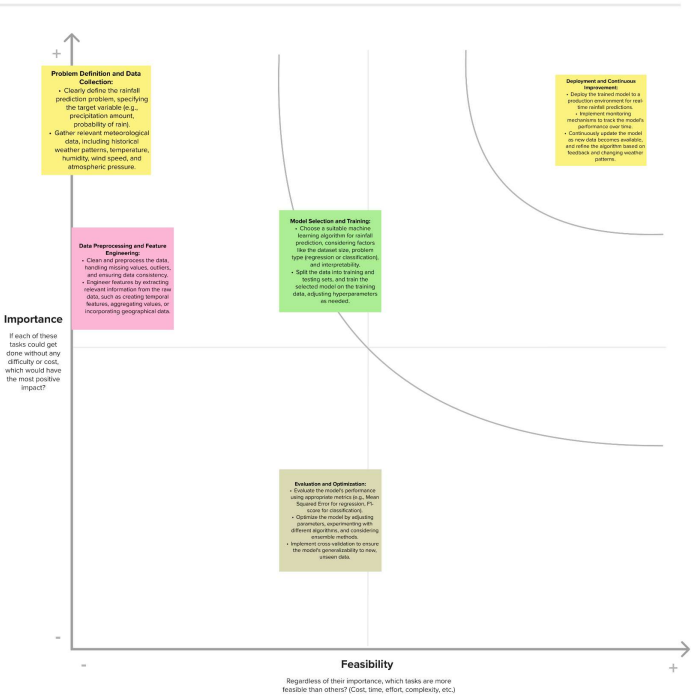 +
Problem Definition and Data
Collection:
• Clearly define the rainfall
prediction problem, specifying
the target variable (e.g.,
precipitation amount,
probability of rain).
• Gather relevant meteorological
data, including historical
weather patterns, temperature,
humidity, wind speed, and
atmospheric pressure.
Deployment and Continuous
Improvement:
• Deploy the trained model to a
production environment for real-
time rainfall predictions.
• Implement monitoring
mechanisms to track the model's
performance over time.
• Continuously update the model
as new data becomes available,
and refine the algorithm based on
feedback and changing weather
patterns.
Data Preprocessing and Feature
Engineering:
• Clean and preprocess the data,
handling missing values, outliers,
and ensuring data consistency.
• Engineer features by extracting
relevant information from the raw
data, such as creating temporal
features, aggregating values, or
incorporating geographical data.
Model Selection and Training:
• Choose a suitable machine
learning algorithm for rainfall
prediction, considering factors
like the dataset size, problem
type (regression or classification),
and interpretability.
• Split the data into training and
testing sets, and train the
selected model on the training
data, adjusting hyperparameters
as needed.
Importance
If each of these
tasks could get
done without any
difficulty or cost,
which would have
the most positive
impact?
Evaluation and Optimization:
• Evaluate the model's performance
using appropriate metrics (e.g., Mean
Squared Error for regression, F1-
score for classification).
• Optimize the model by adjusting
parameters, experimenting with
different algorithms, and considering
ensemble methods.
• Implement cross-validation to ensure
the model's generalizability to new,
unseen data.
-
-
Feasibility
+
Regardless of their importance, which tasks are more
feasible than others? (Cost, time, effort, complexity, etc.)